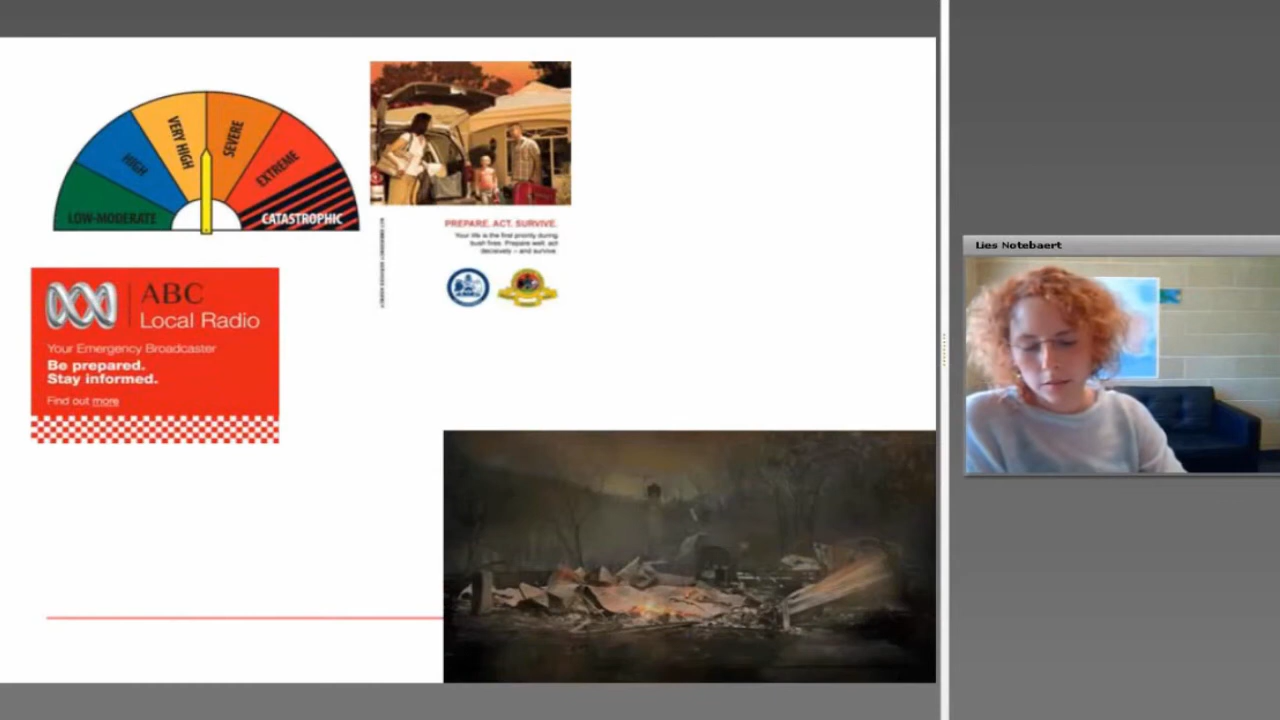 LOW-MODERATE
HIGH
VERY HIGH
SEVERE
EXTREME
CATASTROPHIC
PREPARE. ACT. SURVIVE.
Your life is the first priority during
bush fires. Prepare well, act
decisively – and survive.
ABC
Local Radio
Your Emergency Broadcaster
Be prepared.
Stay informed.
Find out more
Lies Notebaert